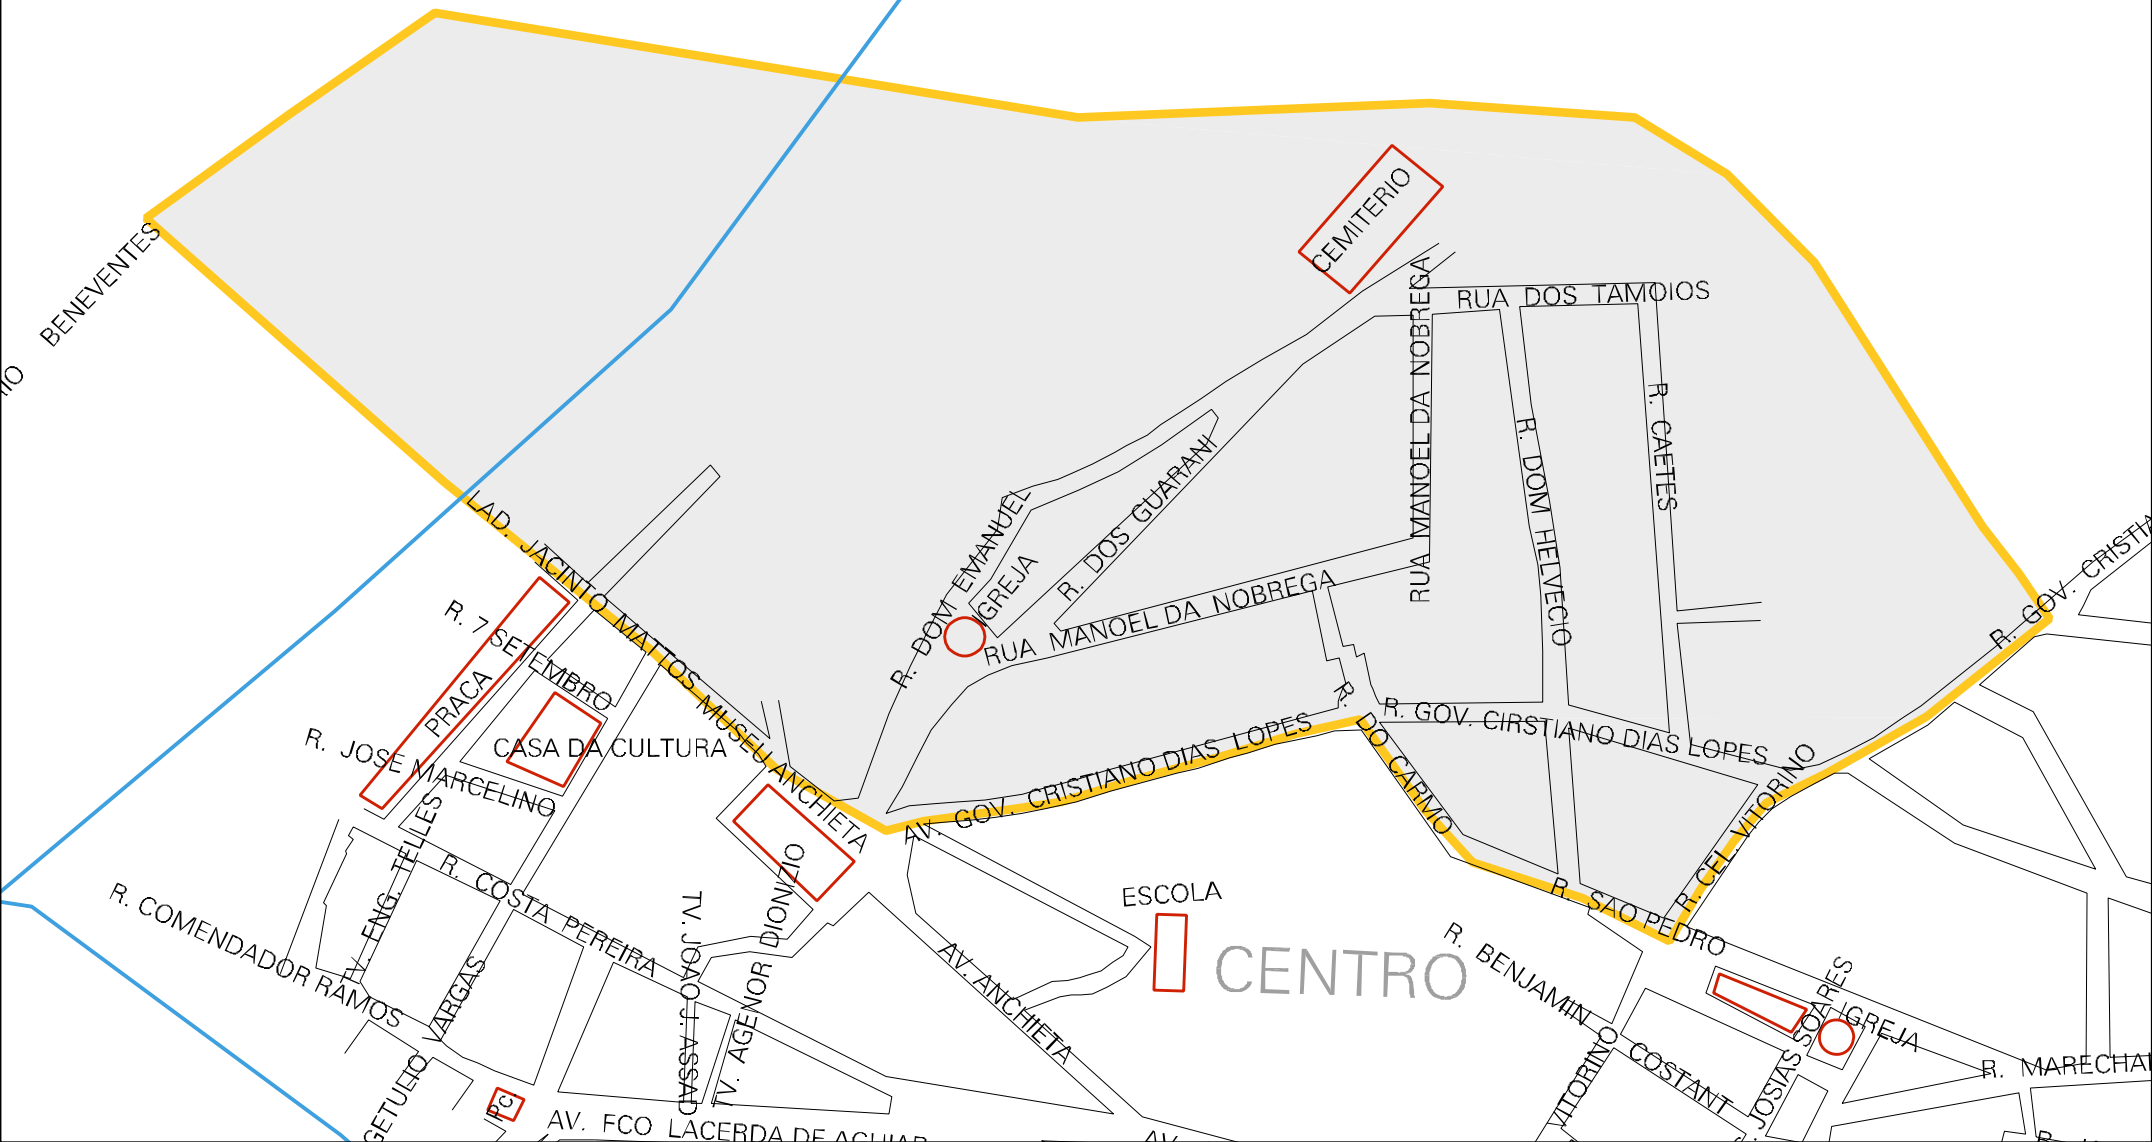 CEMITERIO
BENEVENTES
RUA DOS TAMOIOS
RUA MANOEL DA NOBREGA
R. CAETES
R. DOM HELVECIO
LAD. JACINTO MATTOS
MUSEU ANCHIETA
R. DOM EMANUEL
IGREJA
R. DOS GUARANI
RUA MANOEL DA NOBREGA
R. GOV. CRISTIA
R. 7 SETEMBRO
PRACA
CASA DA CULTURA
R. JOSE MARCELINO
R. DO CARMO
R. GOV. CIRSTIANO DIAS LOPES
AV. GOV. CRISTIANO DIAS LOPES
R. CEL. VITORINO
R. SAO PEDRO
TV. ENG. TELLES
R. COSTA PEREIRA
R. COMENDADOR RAMOS
VARGAS
GETULIO
TV. JOAO J. ASSAD
TV. AGENOR DIONIZIO
AV. ANCHIETA
ESCOLA
CENTRO
R. BENJAMIN
COSTANT
VITORINO
JOSIAS SOARES
IGREJA
R. MARECHAL
PC
AV. FCO LACERDA DE AGUIAR
AV.